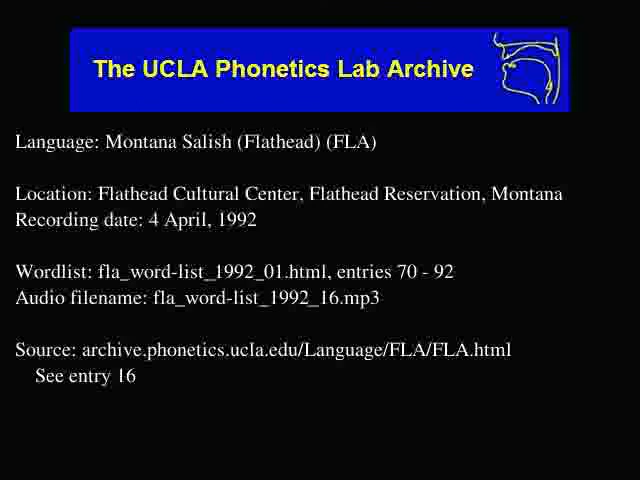 The UCLA Phonetics Lab Archive
Language: Montana Salish (Flathead) (FLA)
Location: Flathead Cultural Center, Flathead Reservation, Montana
Recording date: 4 April, 1992
Wordlist: fla_word-list_1992_01.html, entries 70 - 92
Audio filename: fla_word-list_1992_16.mp3
Source: archive.phonetics.ucla.edu/Language/FLA/FLA.html
See entry 16